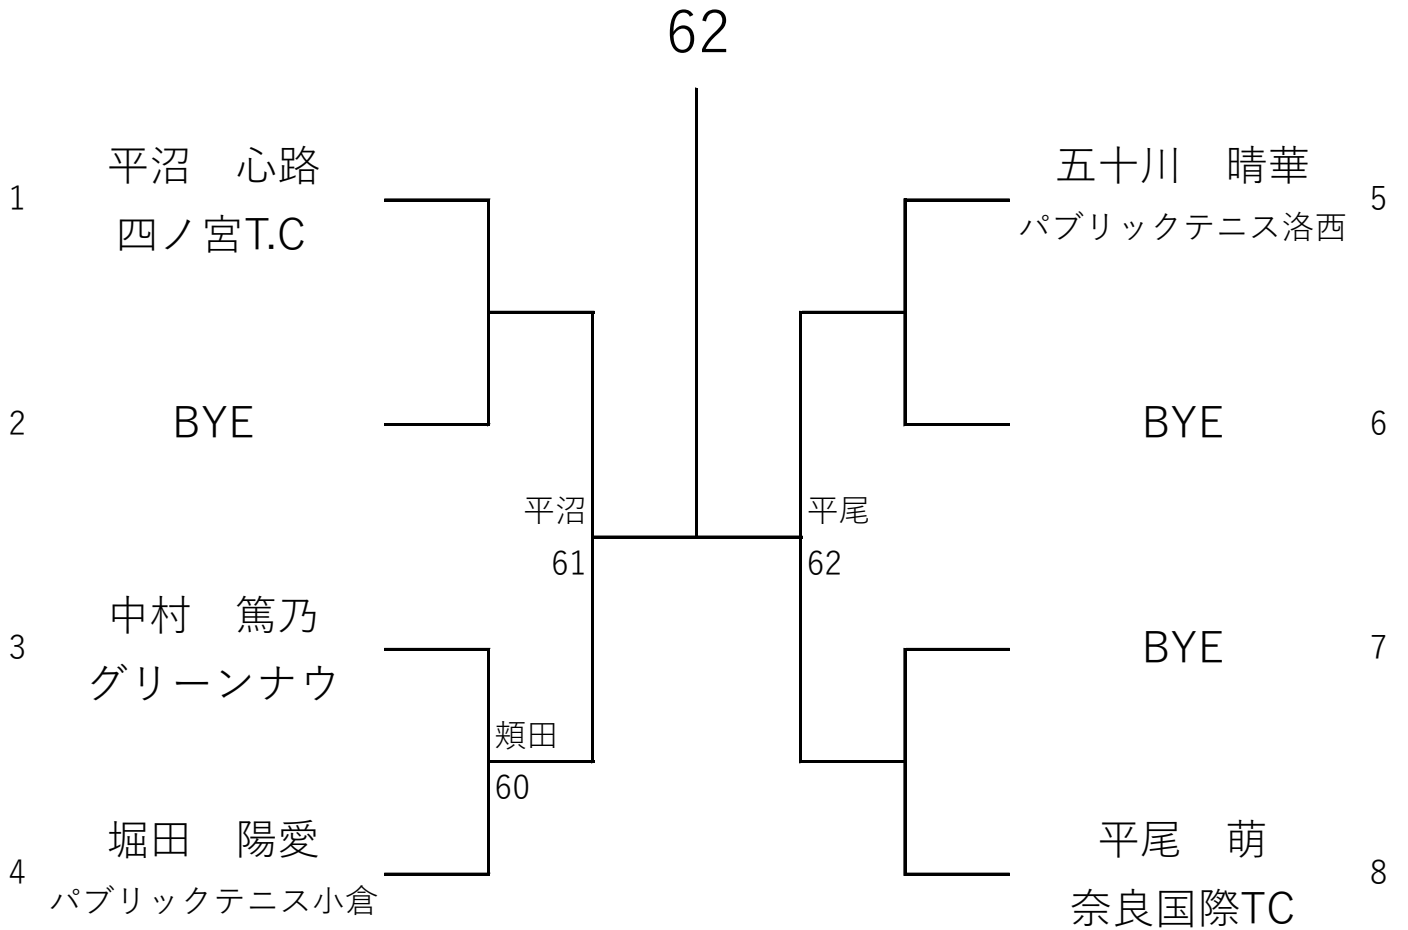 62
1
平沼　心路
四ノ宮T.C
2
BYE
平沼
61
3
中村　篤乃
グリーンナウ
頬田
60
4
堀田　陽愛
パブリックテニス小倉
五十川　晴華
パブリックテニス洛西
5
BYE
6
平尾
62
BYE
7
平尾　萌
奈良国際TC
8